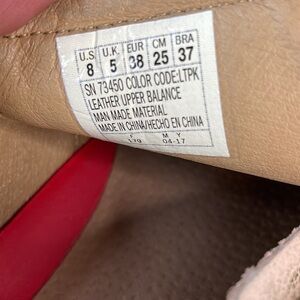 U.S U.K. EUR CM BRA
8 5 38 25 37
SN 73450 COLOR CODE:LTPK
LEATHER UPPER BALANCE
MAN MADE MATERIAL
MADE IN CHINA/HECHO EN CHINA
F M Y
179 04-17